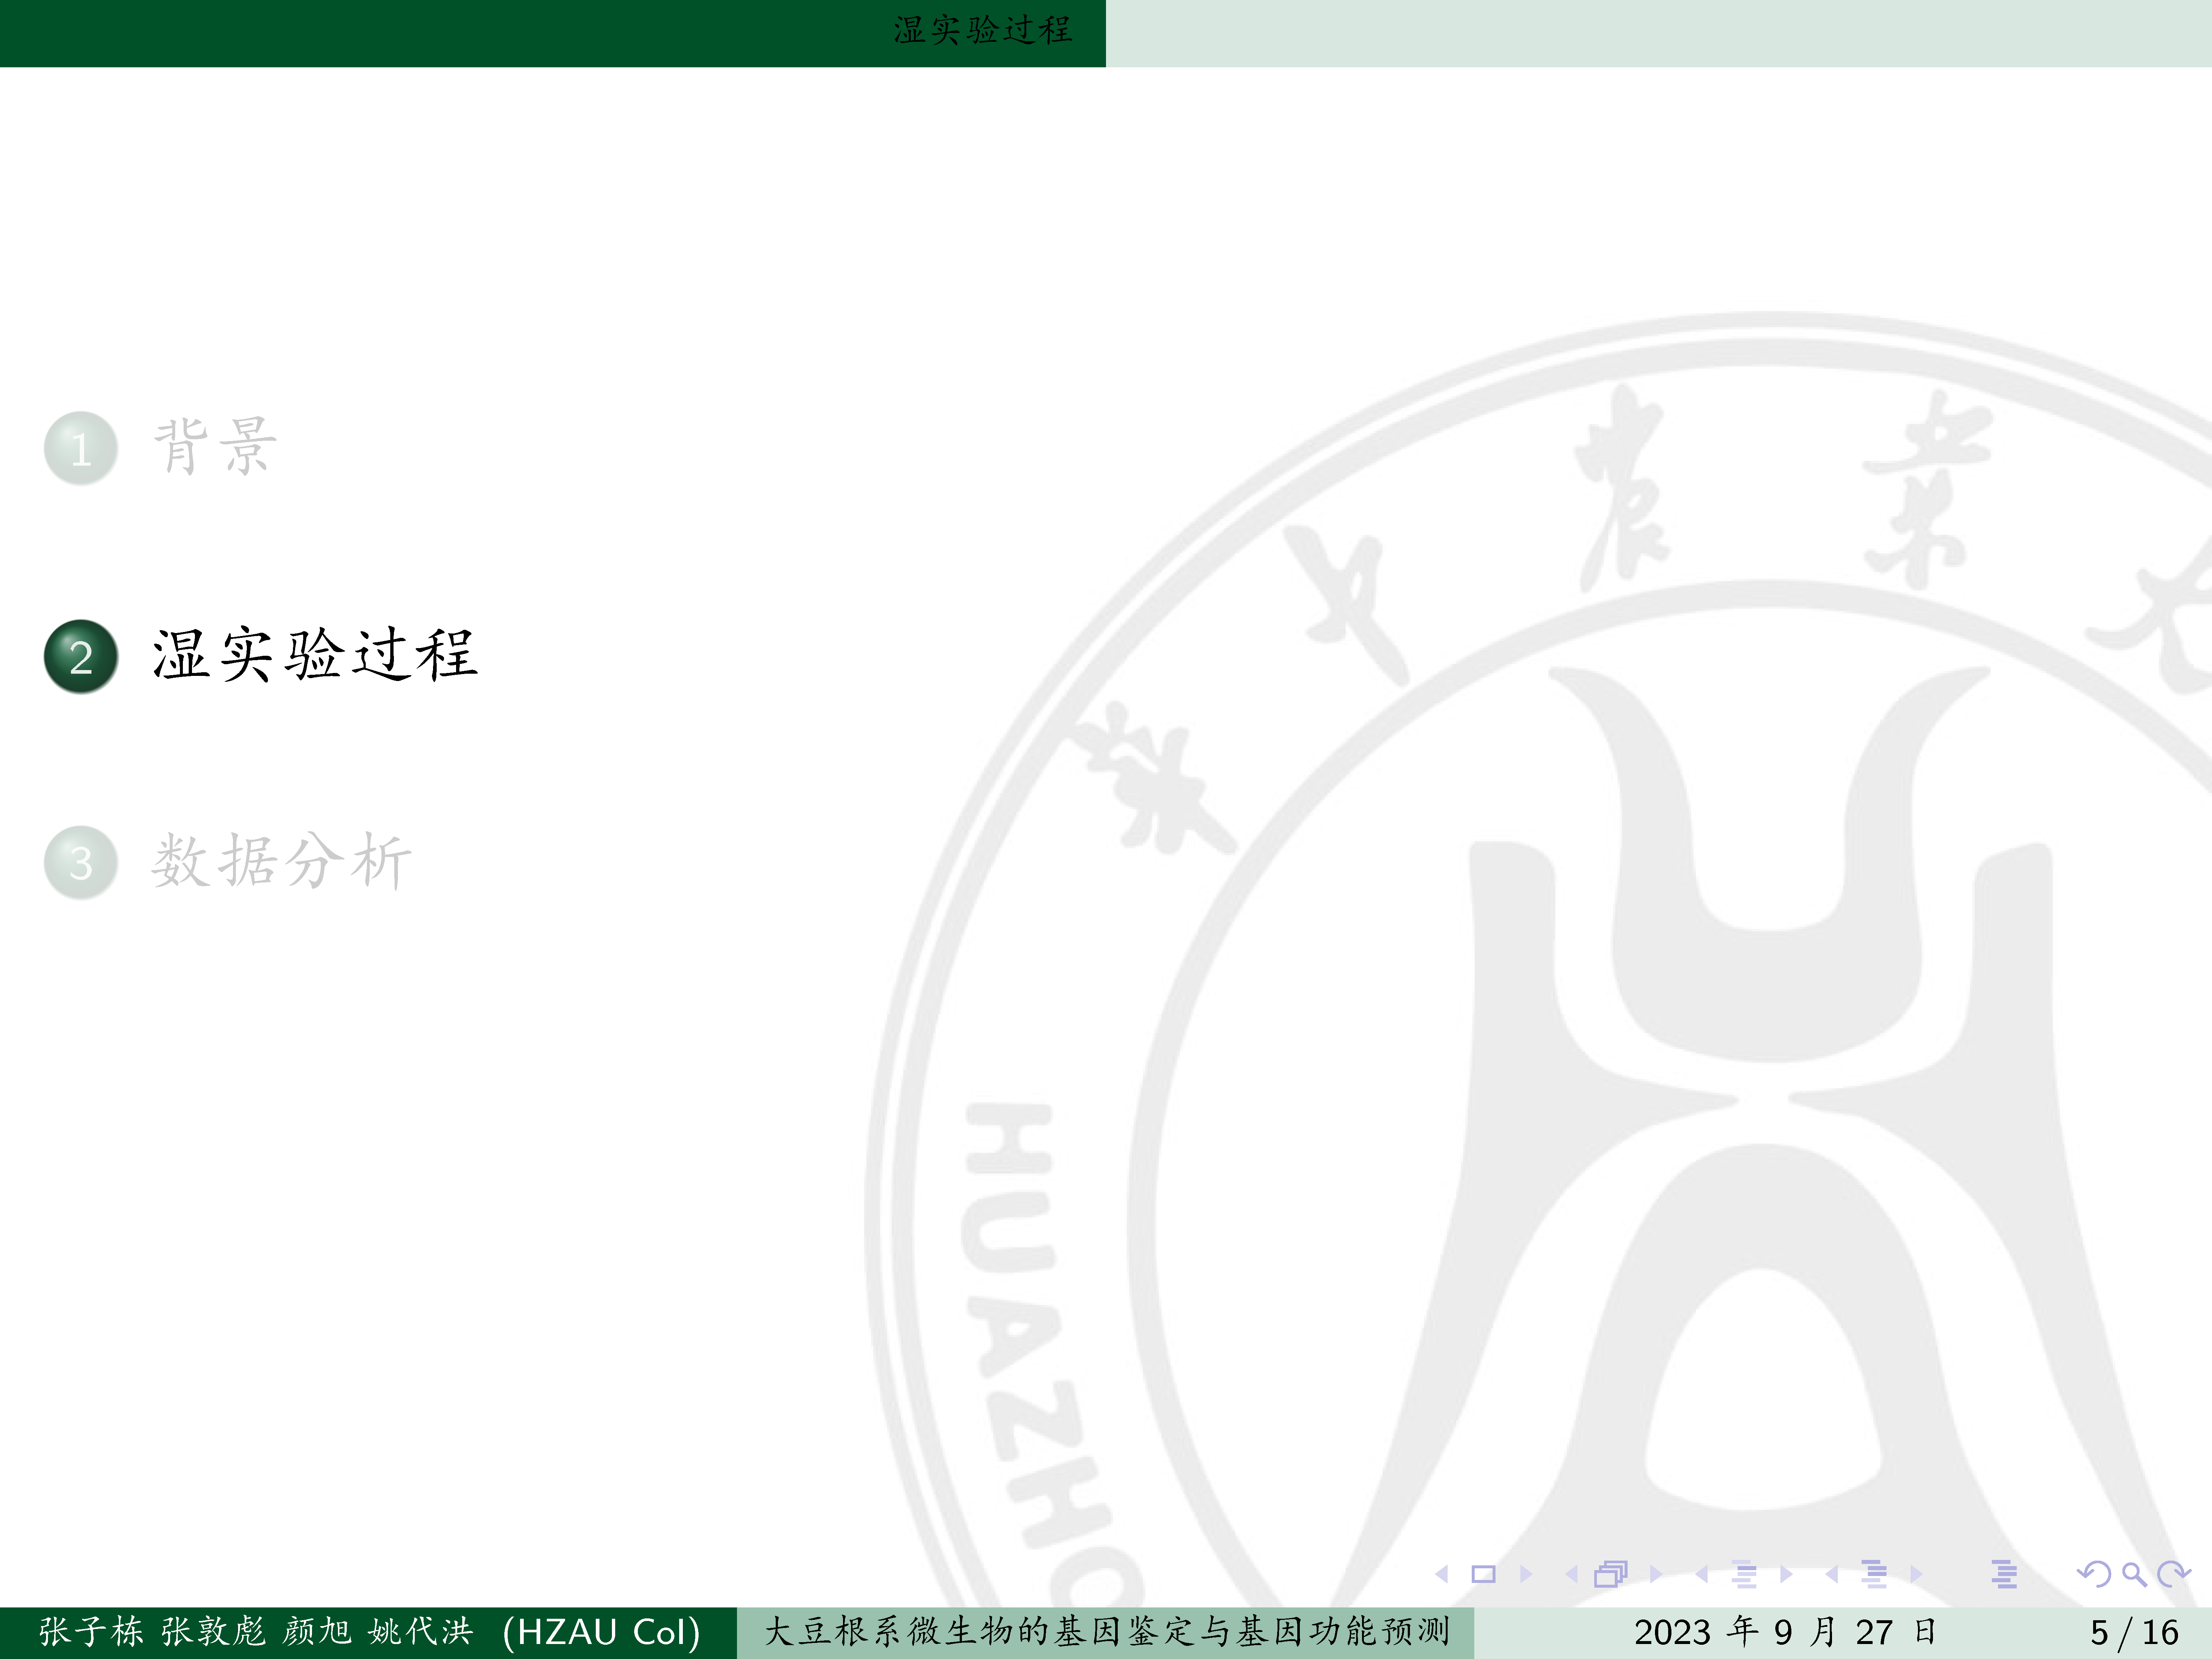 湿实验过程
1 背景
2 湿实验过程
3 数据分析
华中农业大
HUAZHO
张子栋 张敦彪 颜旭 姚代洪 (HZAU CoI) 大豆根系微生物的基因鉴定与基因功能预测 2023 年 9 月 27 日 5 / 16